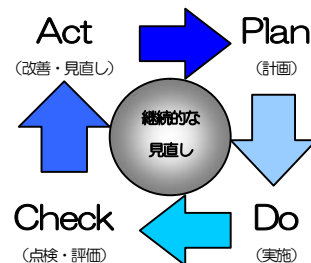 Act
Plan
（改善・見直し）
（計画）
継続的な
見直し
Check
Do
（点検・評価）
（実施）